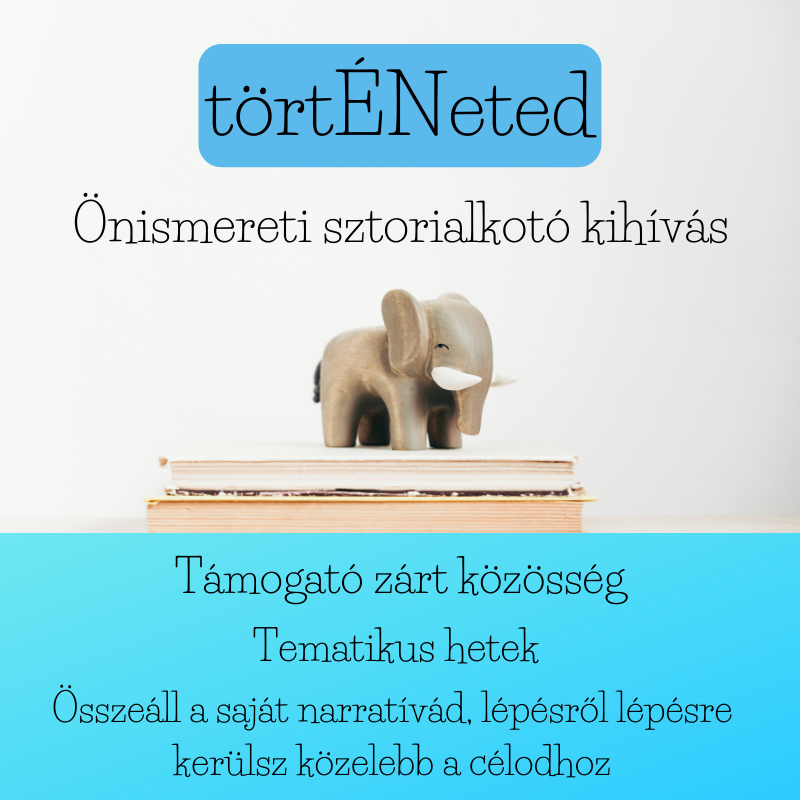 törtÉNeted
Önismereti sztorialkotó kihívás
Támogató zárt közösség
Tematikus hetek
Összeáll a saját narratívád, lépésről lépésre
kerülsz közelebb a célodhoz